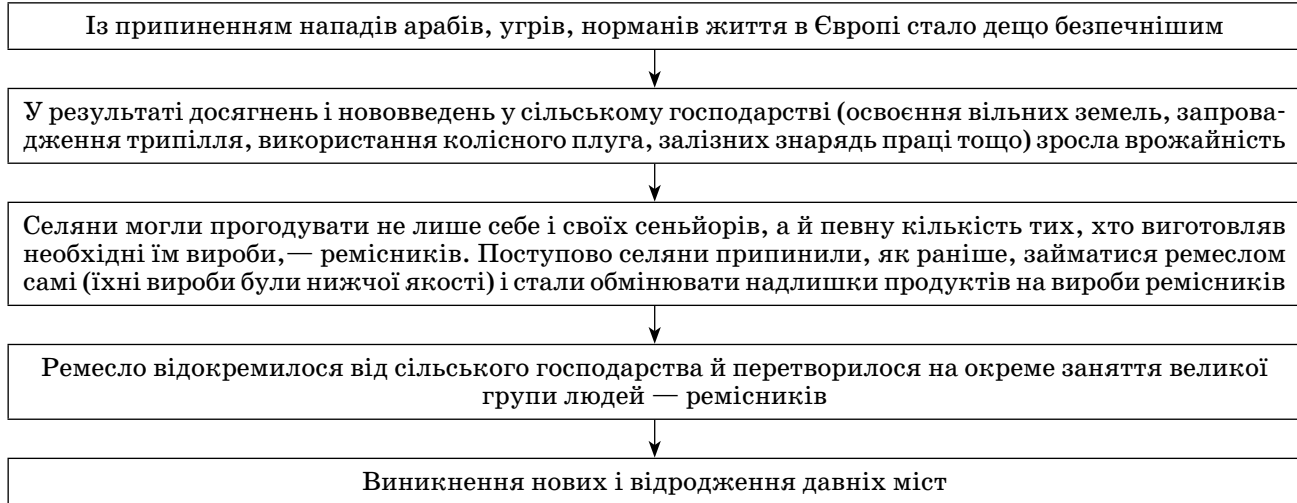 Із припиненням нападів арабів, угрів, норманів життя в Європі стало дещо безпечнішим
У результаті досягнень і нововведень у сільському господарстві (освоєння вільних земель, запрова-
дження трипілля, використання колісного плуга, залізних знарядь праці тощо) зросла врожайність
Селяни могли прогодувати не лише себе і своїх сеньйорів, а й певну кількість тих, хто виготовляв
необхідні їм вироби,— ремісників. Поступово селяни припинили, як раніше, займатися ремеслом
самі (їхні вироби були нижчої якості) і стали обмінювати надлишки продуктів на вироби ремісників
Ремесло відокремилося від сільського господарства й перетворилося на окреме заняття великої
групи людей — ремісників
Виникнення нових і відродження давніх міст